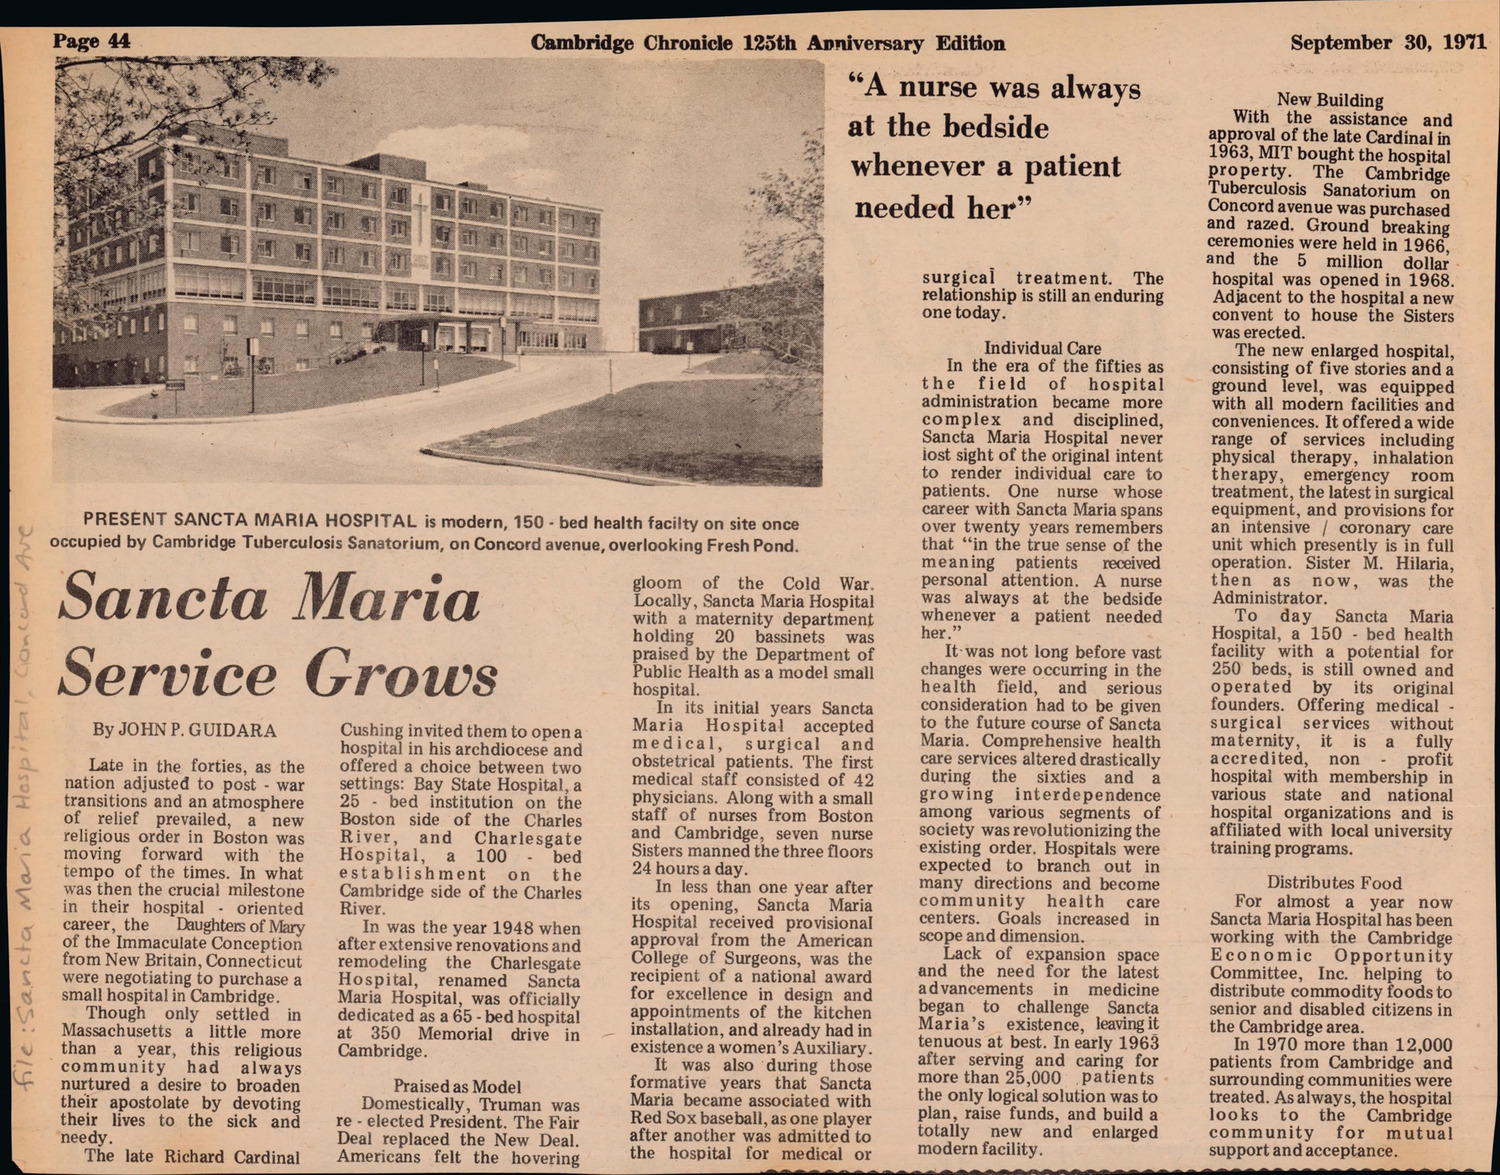 Page 44
Cambridge Chronicle 125th Anniversary Edition
September 30, 1971
PRESENT SANCTA MARIA HOSPITAL is modern, 150 - bed health facilty on site once
occupied by Cambridge Tuberculosis Sanatorium, on Concord avenue, overlooking Fresh Pond.
Sancta Maria
Service Grows
By JOHN P. GUIDARA
Late in the forties, as the
nation adjusted to post - war
transitions and an atmosphere
of relief prevailed, a new
religious order in Boston was
moving forward with the
tempo of the times. In what
was then the crucial milestone
in their hospital - oriented
career, the Daughters of Mary
of the Immaculate Conception
from New Britain, Connecticut
were negotiating to purchase a
small hospital in Cambridge.
Though only settled in
Massachusetts a little more
than a year, this religious
community had always
nurtured a desire to broaden
their apostolate by devoting
their lives to the sick and
needy.
The late Richard Cardinal
Cushing invited them to open a
hospital in his archdiocese and
offered a choice between two
settings: Bay State Hospital, a
25 - bed institution on the
Boston side of the Charles
River, and Charlesgate
Hospital, a 100 - bed
establishment on the
Cambridge side of the Charles
River.
In was the year 1948 when
after extensive renovations and
remodeling the Charlesgate
Hospital, renamed Sancta
Maria Hospital, was officially
dedicated as a 65 - bed hospital
at 350 Memorial drive in
Cambridge.
Praised as Model
Domestically, Truman was
re - elected President. The Fair
Deal replaced the New Deal.
Americans felt the hovering
gloom of the Cold War.
Locally, Sancta Maria Hospital
with a maternity department
holding 20 bassinets was
praised by the Department of
Public Health as a model small
hospital.
In its initial years Sancta
Maria Hospital accepted
medical, surgical and
obstetrical patients. The first
medical staff consisted of 42
physicians. Along with a small
staff of nurses from Boston
and Cambridge, seven nurse
Sisters manned the three floors
24 hours a day.
In less than one year after
its opening, Sancta Maria
Hospital received provisional
approval from the American
College of Surgeons, was the
recipient of a national award
for excellence in design and
appointments of the kitchen
installation, and already had in
existence a women's Auxiliary.
It was also during those
formative years that Sancta
Maria became associated with
Red Sox baseball, as one player
after another was admitted to
the hospital for medical or
"A nurse was always
at the bedside
whenever a patient
needed her"
surgical treatment. The
relationship is still an enduring
one today.
Individual Care
In the era of the fifties as
the field of hospital
administration became more
complex and disciplined,
Sancta Maria Hospital never
lost sight of the original intent
to render individual care to
patients. One nurse whose
career with Sancta Maria spans
over twenty years remembers
that "in the true sense of the
meaning patients received
personal attention. A nurse
was always at the bedside
whenever a patient needed
her."
It was not long before vast
changes were occurring in the
health field, and serious
consideration had to be given
to the future course of Sancta
Maria. Comprehensive health
care services altered drastically
during the sixties and a
growing interdependence
among various segments of
society was revolutionizing the
existing order. Hospitals were
expected to branch out in
many directions and become
community health care
centers. Goals increased in
scope and dimension.
Lack of expansion space
and the need for the latest
advancements in medicine
began to challenge Sancta
Maria's existence, leaving it
tenuous at best. In early 1963
after serving and caring for
more than 25,000 patients
the only logical solution was to
plan, raise funds, and build a
totally new and enlarged
modern facility.
New Building
With the assistance and
approval of the late Cardinal in
1963, MIT bought the hospital
property. The Cambridge
Tuberculosis Sanatorium on
Concord avenue was purchased
and razed. Ground breaking
ceremonies were held in 1966,
and the 5 million dollar
hospital was opened in 1968.
Adjacent to the hospital a new
convent to house the Sisters
was erected.
The new enlarged hospital,
consisting of five stories and a
ground level, was equipped
with all modern facilities and
conveniences. It offered a wide
range of services including
physical therapy, inhalation
therapy, emergency room
treatment, the latest in surgical
equipment, and provisions for
an intensive / coronary care
unit which presently is in full
operation. Sister M. Hilaria,
then as now, was the
Administrator.
To day Sancta Maria
Hospital, a 150 - bed health
facility with a potential for
250 beds, is still owned and
operated by its original
founders. Offering medical -
surgical services without
maternity, it is a fully
accredited, non - profit
hospital with membership in
various state and national
hospital organizations and is
affiliated with local university
training programs.
Distributes Food
For almost a year now
Sancta Maria Hospital has been
working with the Cambridge
Economic Opportunity
Committee, Inc. helping to
distribute commodity foods to
senior and disabled citizens in
the Cambridge area.
In 1970 more than 12,000
patients from Cambridge and
surrounding communities were
treated. As always, the hospital
looks to the Cambridge
community for mutual
support and acceptance.
file: Sancta Maria Hospital, Concord Ave